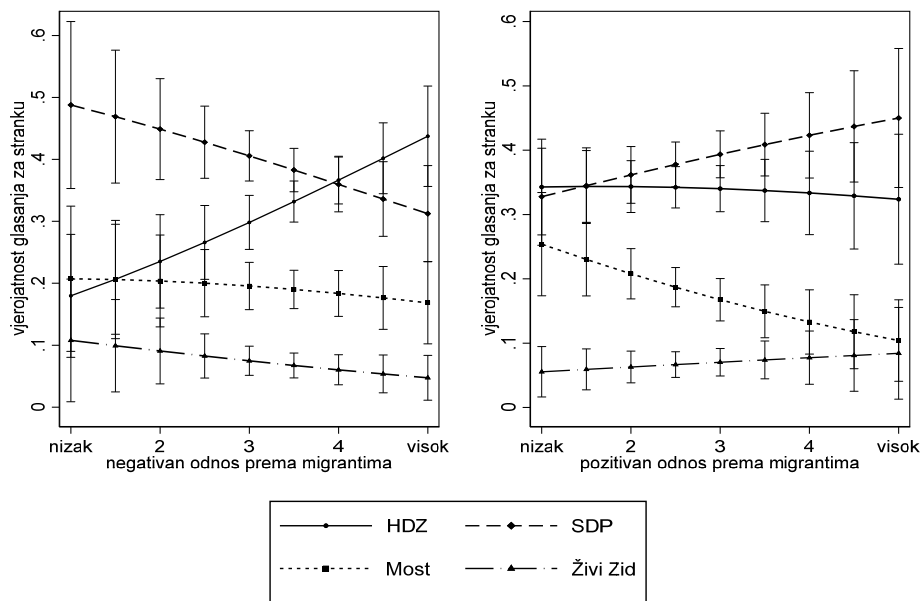 vjerojatnost glasanja za stranku
.6
.5
.4
.3
.2
.1
0
nizak 2 3 4 visok
negativan odnos prema migrantima
vjerojatnost glasanja za stranku
.6
.5
.4
.3
.2
.1
0
nizak 2 3 4 visok
pozitivan odnos prema migrantima
HDZ SDP
Most Živi Zid